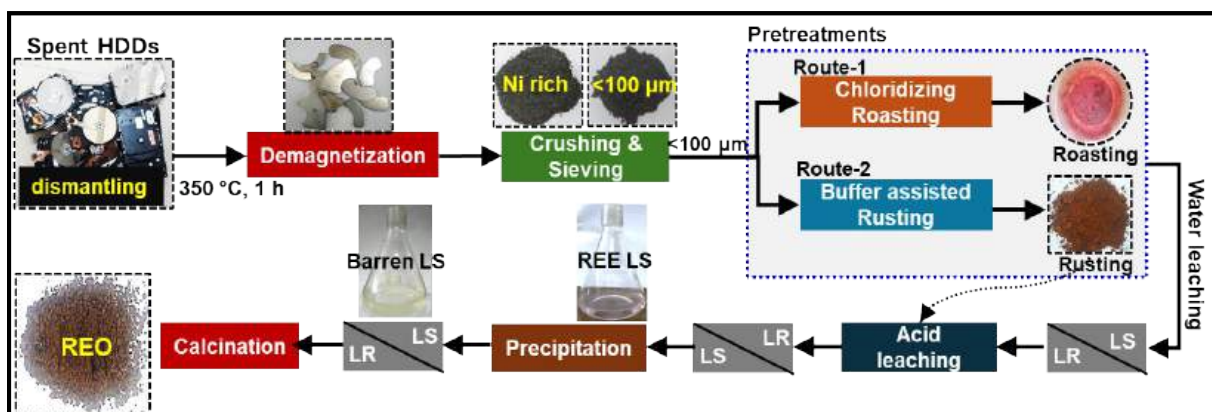 Spent HDDs
dismantling
350 °C, 1 h
Demagnetization
Ni rich
<100 µm
Crushing &
Sieving
<100 µm
Pretreatments
Route-1
Chloridizing
Roasting
Roasting
Route-2
Buffer assisted
Rusting
Rusting
Water leaching
LS
LR
Acid
leaching
LR
LS
REE LS
Precipitation
Barren LS
LS
LR
Calcination
REO